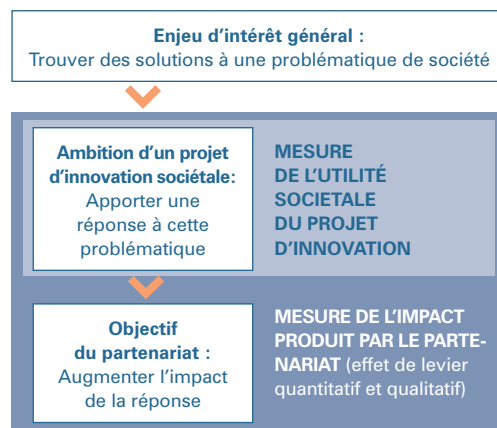 Enjeu d’intérêt général :
Trouver des solutions à une problématique de société
Ambition d’un projet
d’innovation sociétale:
Apporter une
réponse à cette
problématique
MESURE
DE L’UTILITÉ
SOCIETALE
DU PROJET
D’INNOVATION
Objectif
du partenariat :
Augmenter l’impact
de la réponse
MESURE DE L’IMPACT
PRODUIT PAR LE PARTE-
NARIAT (effet de levier
quantitatif et qualitatif)